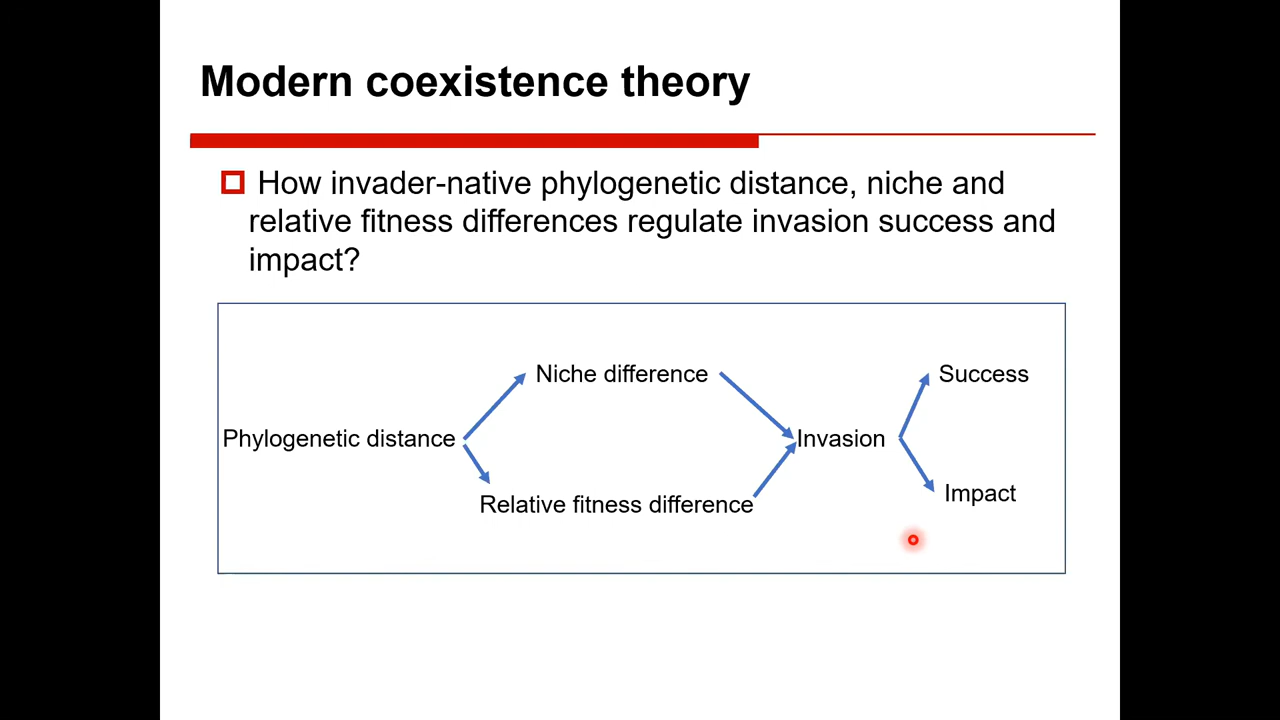 Modern coexistence theory
How invader-native phylogenetic distance, niche and
relative fitness differences regulate invasion success and
impact?
Niche difference
Success
Phylogenetic distance
Invasion
Relative fitness difference
Impact